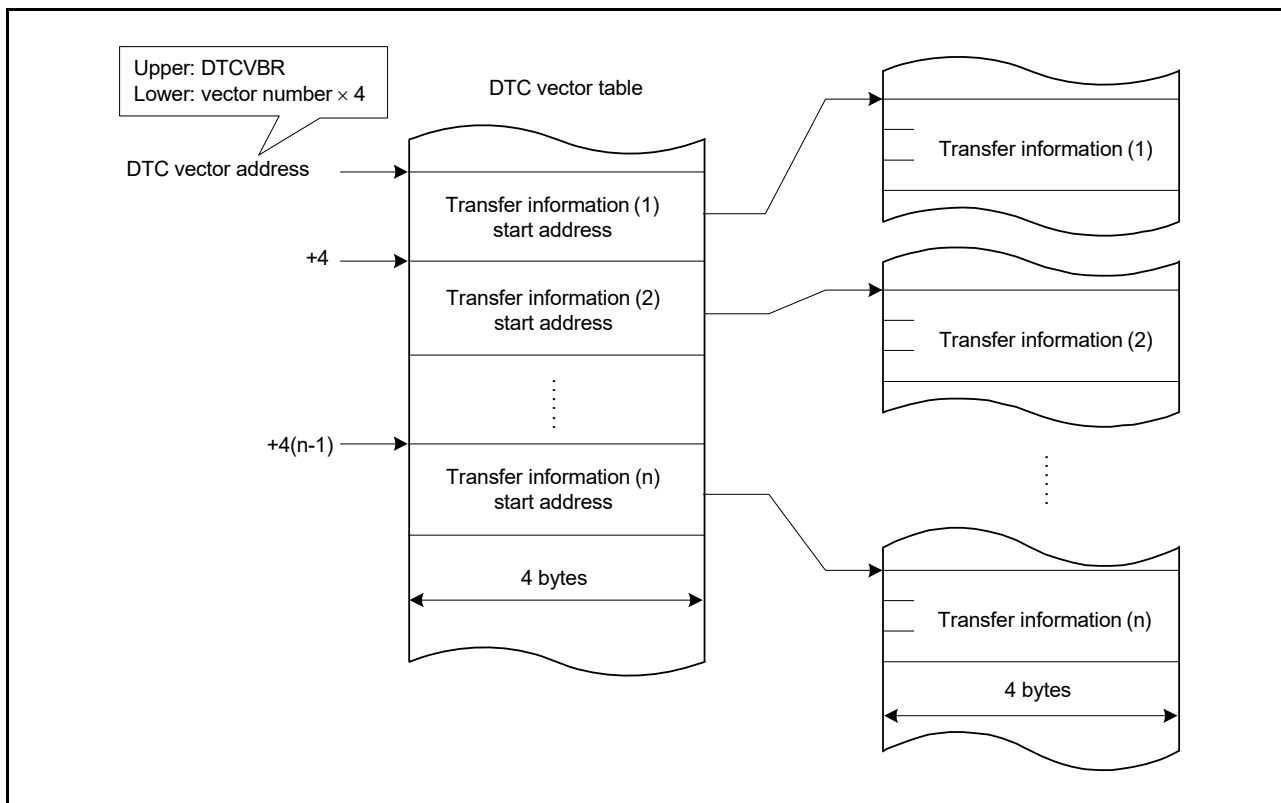 Upper: DTCVBR
Lower: vector number × 4
DTC vector address
DTC vector table
Transfer information (1)
start address
+4
Transfer information (2)
start address
+4(n-1)
Transfer information (n)
start address
4 bytes
Transfer information (1)
Transfer information (2)
Transfer information (n)
4 bytes